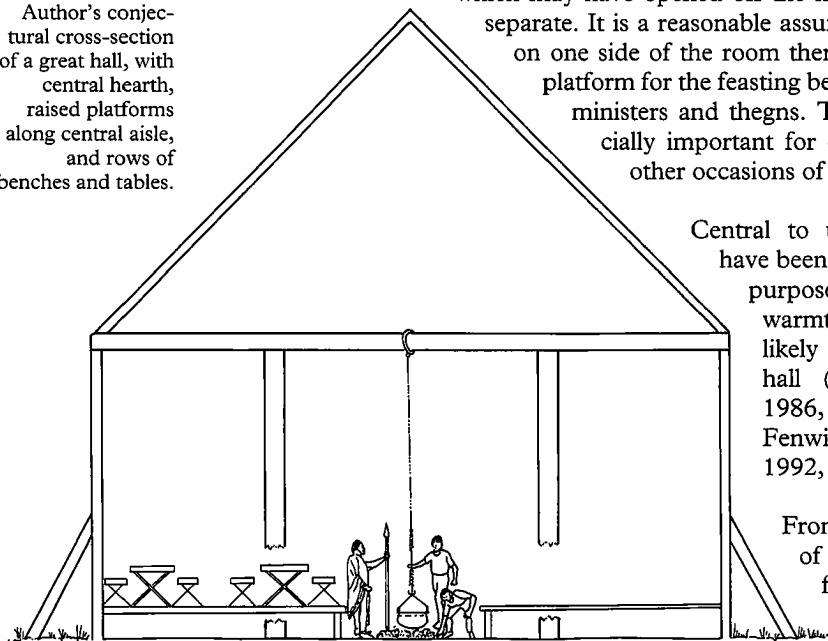 Author's conjec-
tural cross-section
of a great hall, with
central hearth,
raised platforms
along central aisle,
and rows of
benches and tables.
separate. It is a reasonable assu
on one side of the room ther
platform for the feasting be
ministers and thegns. T
cially important for
other occasions of
Central to
have been
purpose
warmt
likely
hall (
1986,
Fenwi
1992,
From
of
f